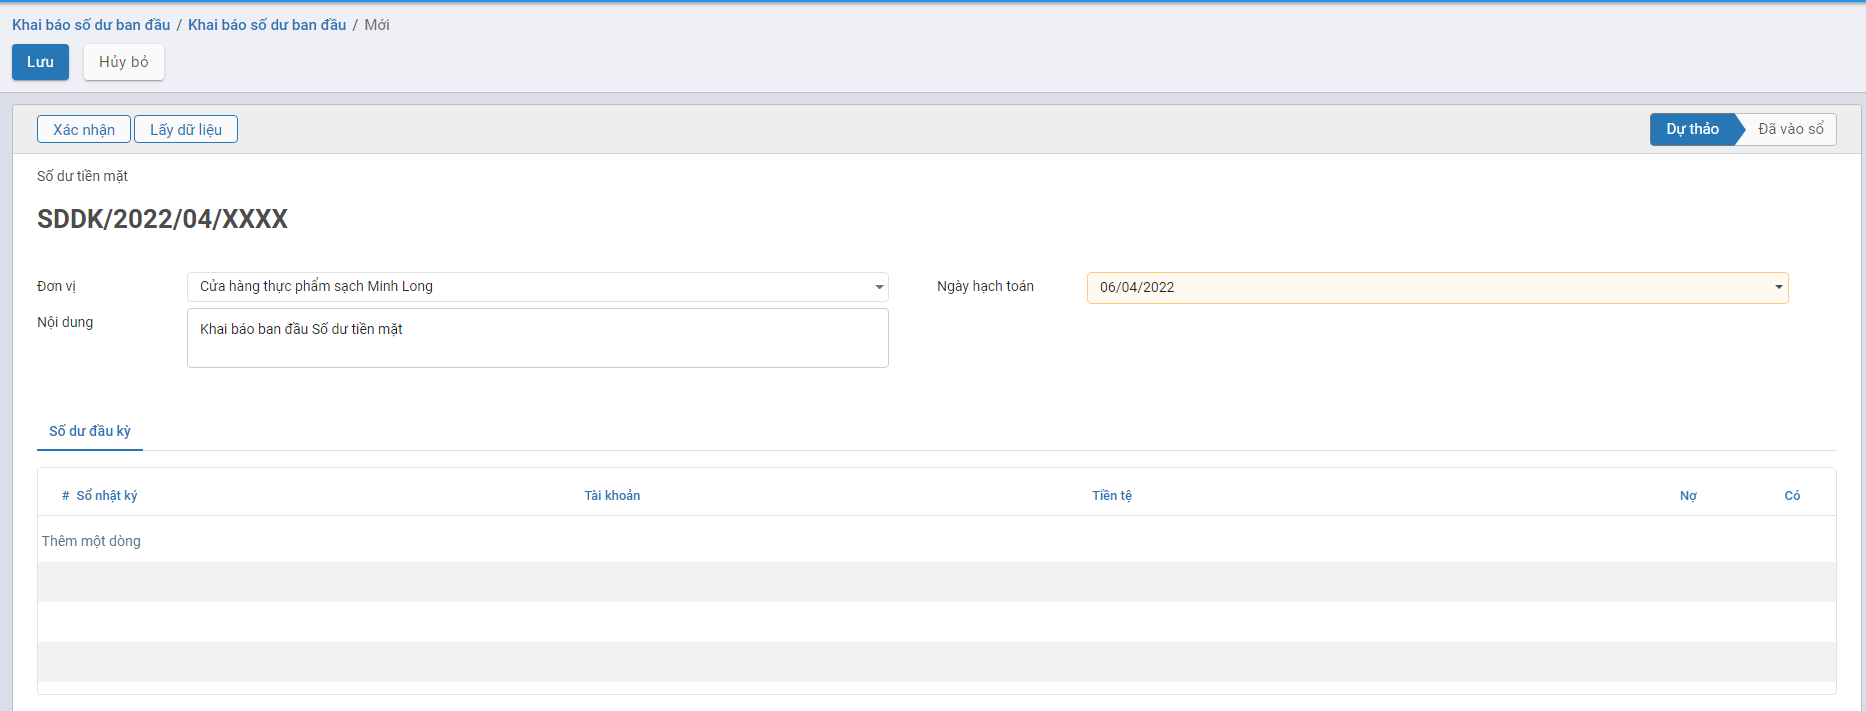 Khai báo số dư ban đầu / Khai báo số dư ban đầu / Mới
Lưu Hủy bỏ
Xác nhận Lấy dữ liệu Dự thảo Đã vào sổ
Số dư tiền mặt
SDDK/2022/04/XXXX
Đơn vị Cửa hàng thực phẩm sạch Minh Long Ngày hạch toán 06/04/2022
Nội dung Khai báo ban đầu Số dư tiền mặt
Số dư đầu kỳ
# Sổ nhật ký Tài khoản Tiền tệ Nợ Có
Thêm một dòng